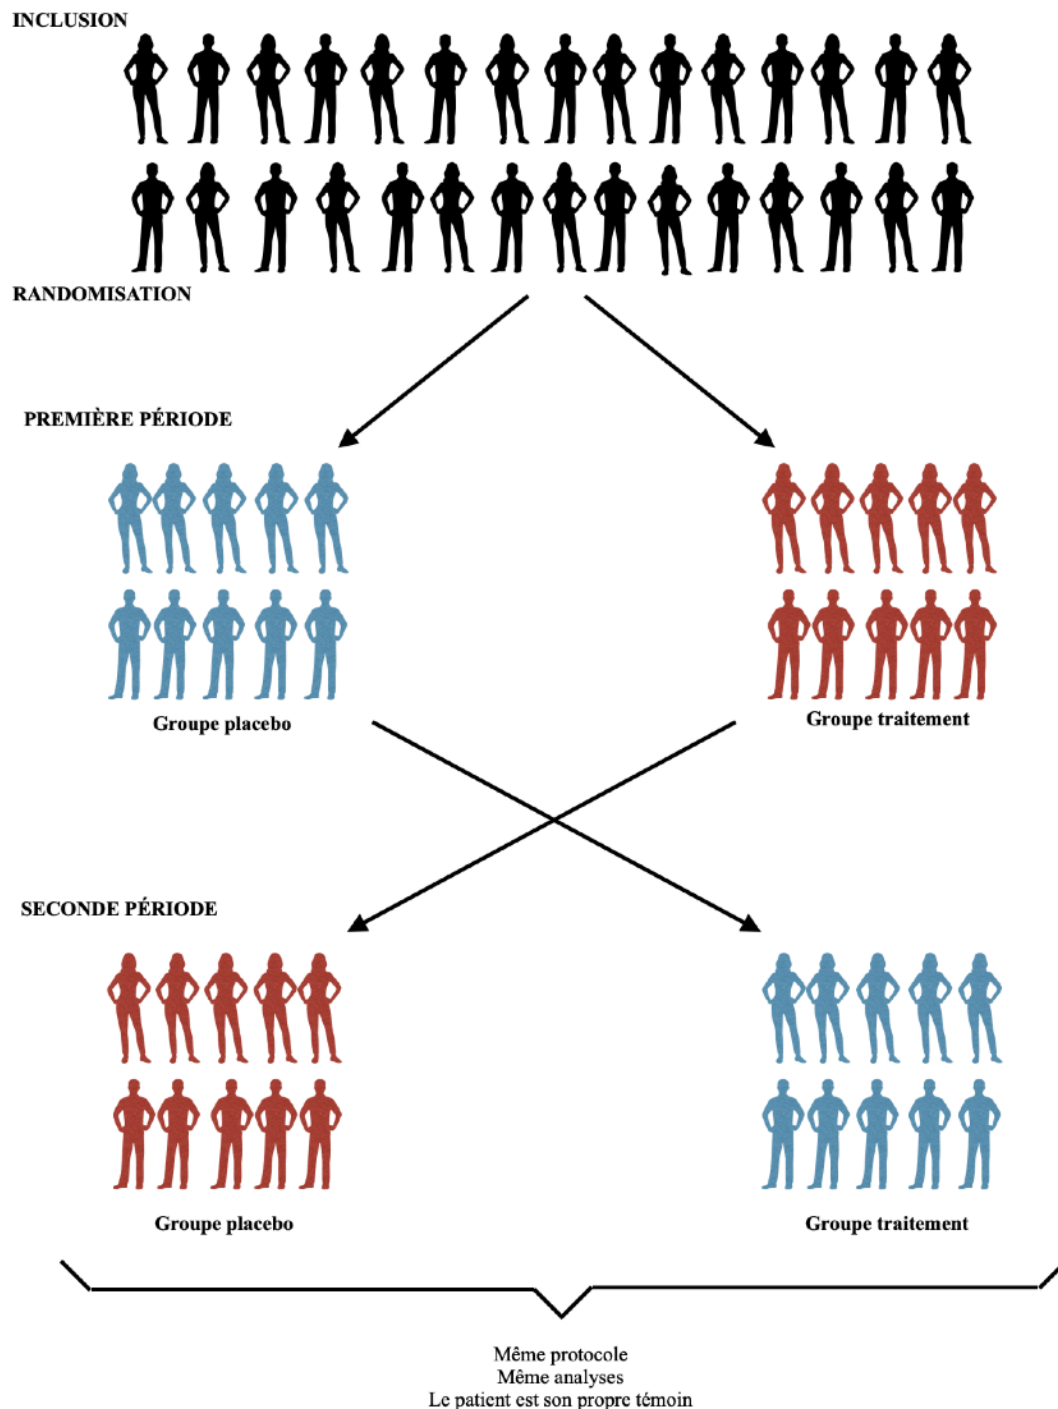 INCLUSION
RANDOMISATION
PREMIÈRE PÉRIODE
Groupe placebo
Groupe traitement
SECONDE PÉRIODE
Groupe placebo
Groupe traitement
Même protocole
Même analyses
Le patient est son propre témoin